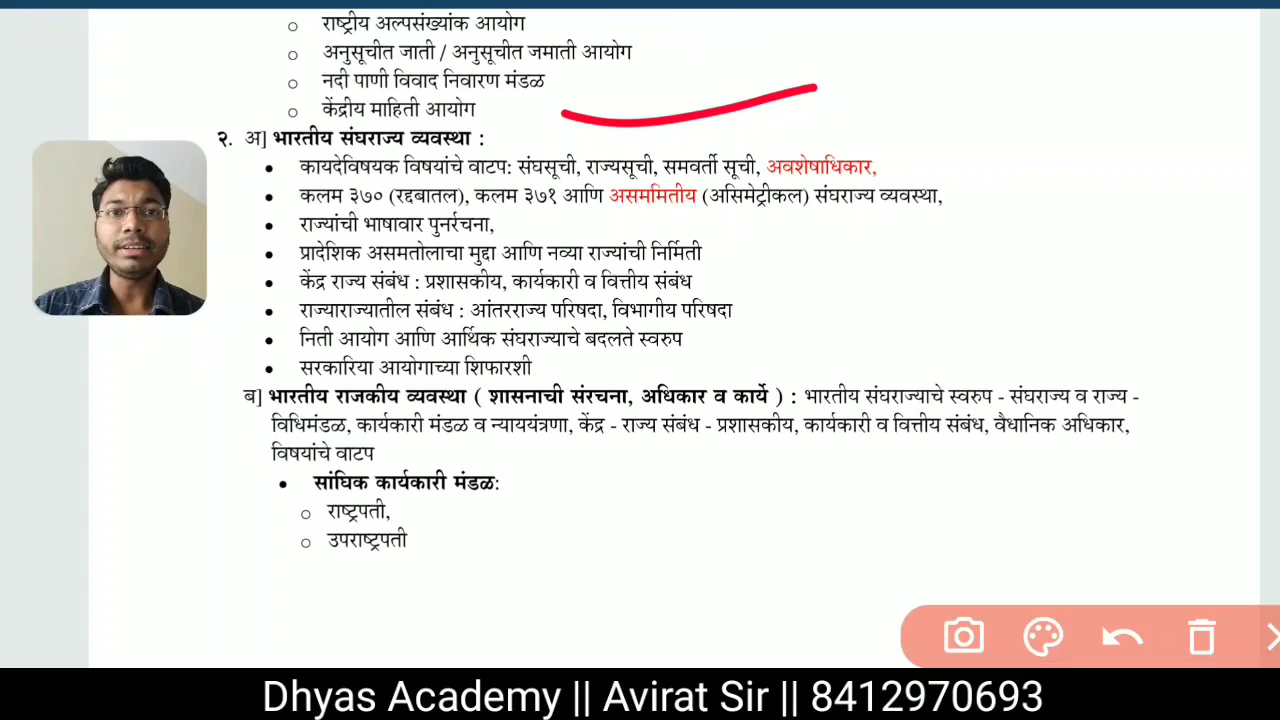 ○ राष्ट्रीय अल्पसंख्यांक आयोग
○ अनुसूचीत जाती / अनुसूचीत जमाती आयोग
○ नदी पाणी विवाद निवारण मंडळ
○ केंद्रीय माहिती आयोग
२. अ] भारतीय संघराज्य व्यवस्था :
• कायदेविषयक विषयांचे वाटप: संघसूची, राज्यसूची, समवर्ती सूची, अवशेषाधिकार,
• कलम ३७० (रद्दबातल), कलम ३७१ आणि असममितीय (असिमेट्रीकल) संघराज्य व्यवस्था,
• राज्यांची भाषावार पुनर्रचना,
• प्रादेशिक असमतोलाचा मुद्दा आणि नव्या राज्यांची निर्मिती
• केंद्र राज्य संबंध : प्रशासकीय, कार्यकारी व वित्तीय संबंध
• राज्याराज्यातील संबंध : आंतरराज्य परिषदा, विभागीय परिषदा
• निती आयोग आणि आर्थिक संघराज्याचे बदलते स्वरुप
• सरकारिया आयोगाच्या शिफारशी
ब] भारतीय राजकीय व्यवस्था ( शासनाची संरचना, अधिकार व कार्ये ) : भारतीय संघराज्याचे स्वरुप - संघराज्य व राज्य -
विधिमंडळ, कार्यकारी मंडळ व न्याययंत्रणा, केंद्र - राज्य संबंध - प्रशासकीय, कार्यकारी व वित्तीय संबंध, वैधानिक अधिकार,
विषयांचे वाटप
• सांघिक कार्यकारी मंडळ:
○ राष्ट्रपती,
○ उपराष्ट्रपती
Dhyas Academy || Avirat Sir || 8412970693